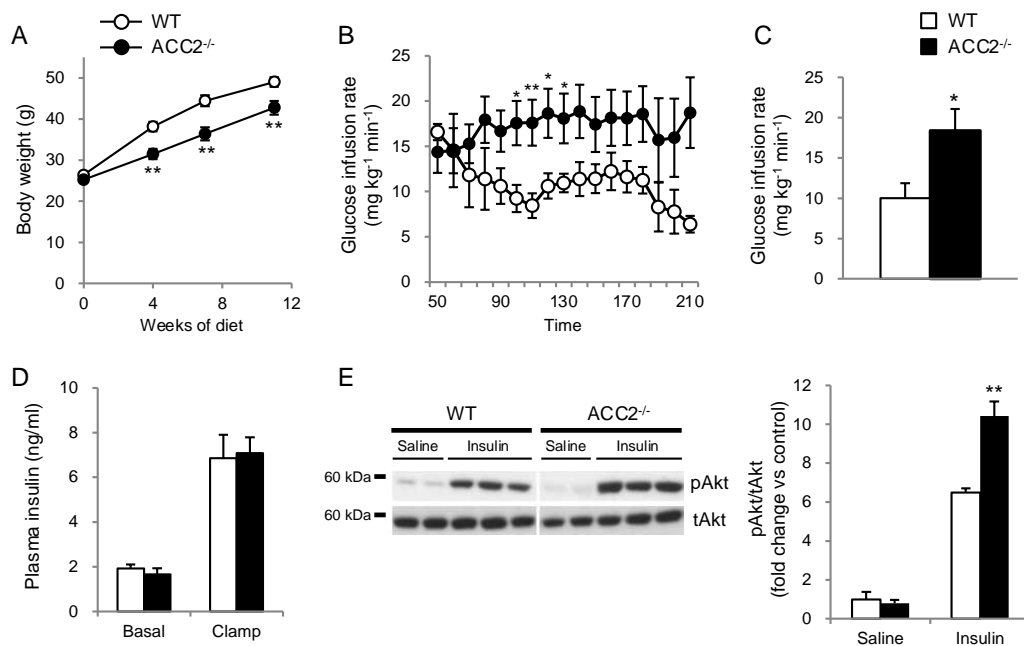 A
WT
ACC2-/-
Body weight (g)
50
40
30
20
10
0
**
**
**
0
4
8
12
Weeks of diet
B
Glucose infusion rate
(mg kg-1 min-1)
25
20
15
10
5
0
*
**
*
*
50
90
130
170
210
Time
C
WT
ACC2-/-
Glucose infusion rate
(mg kg-1 min-1)
25
20
15
10
5
0
*
D
Plasma insulin (ng/ml)
10
8
6
4
2
0
Basal
Clamp
E
WT
ACC2-/-
Saline
Insulin
Saline
Insulin
60 kDa
pAkt
60 kDa
tAkt
pAkt/tAkt
(fold change vs control)
12
10
8
6
4
2
0
**
Saline
Insulin